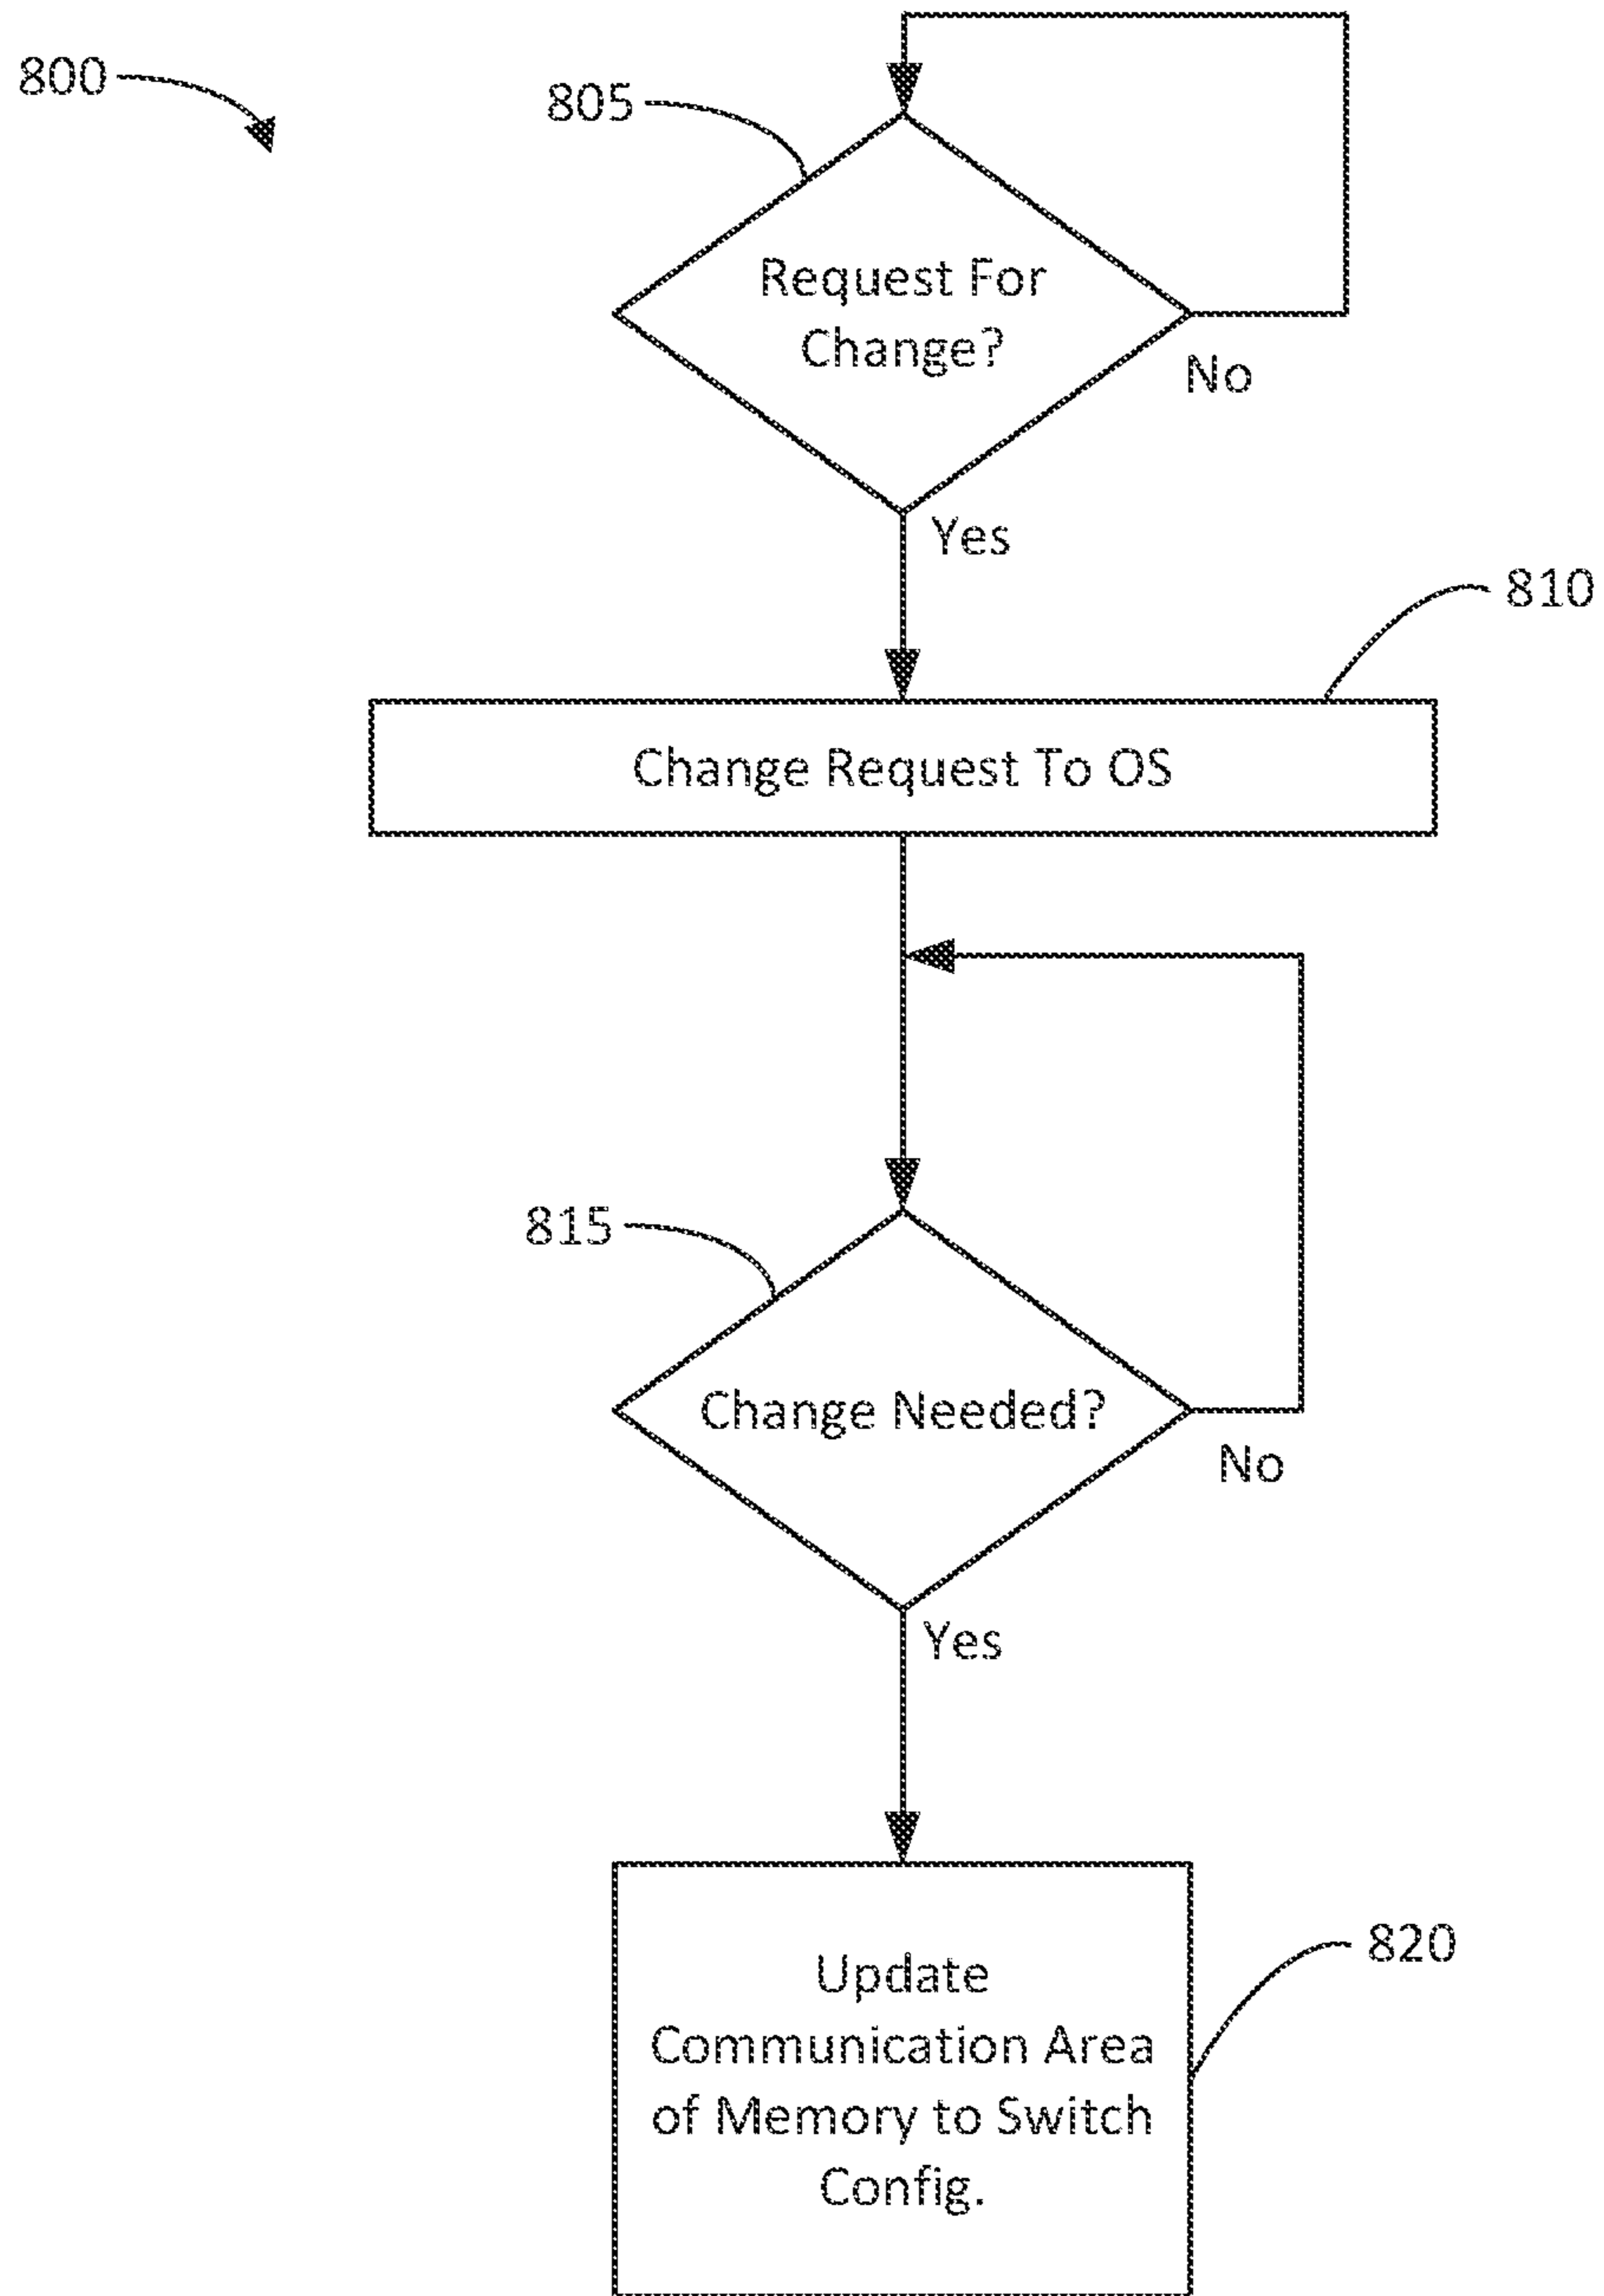 800
805
Request For
Change?
No
Yes
810
Change Request To OS
815
Change Needed?
No
Yes
Update
Communication Area
of Memory to Switch
Config.
820